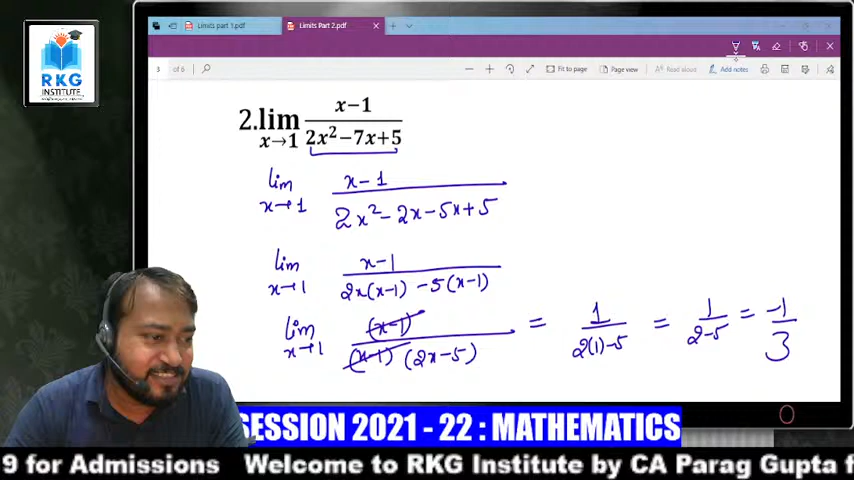 RKG
INSTITUTE
Limits part 1.pdf
Limits Part 2.pdf
3 of 6
Fit to page
Page view
Read aloud
Add notes
2. lim x→1 x−1 / 2x²−7x+5
lim x→1 x−1 / 2x²−2x−5x+5
lim x→1 x−1 / 2x(x−1) −5(x−1)
lim x→1 (x−1) / (x−1) (2x−5) = 1 / 2(1)−5 = 1 / 2−5 = −1 / 3
SESSION 2021 - 22 : MATHEMATICS
9 for Admissions Welcome to RKG Institute by CA Parag Gupta f